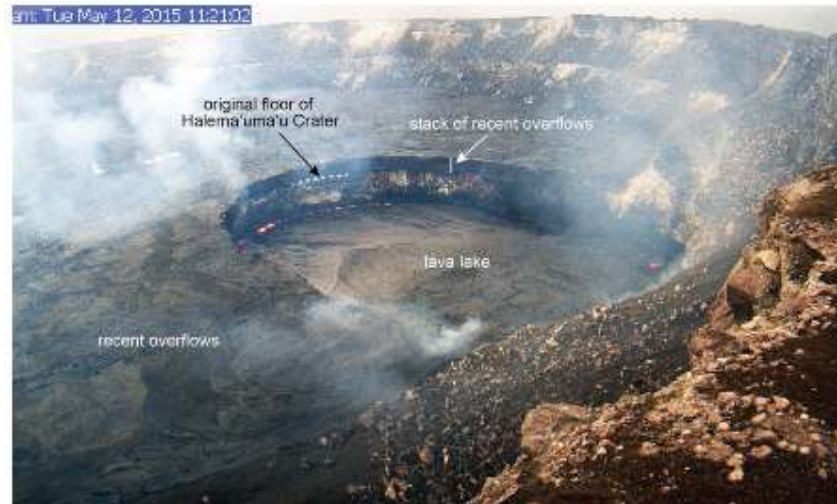 am: Tue May 12, 2015 11:21:02
original floor of
Halema'uma'u Crater
stack of recent overflows
lava lake
recent overflows